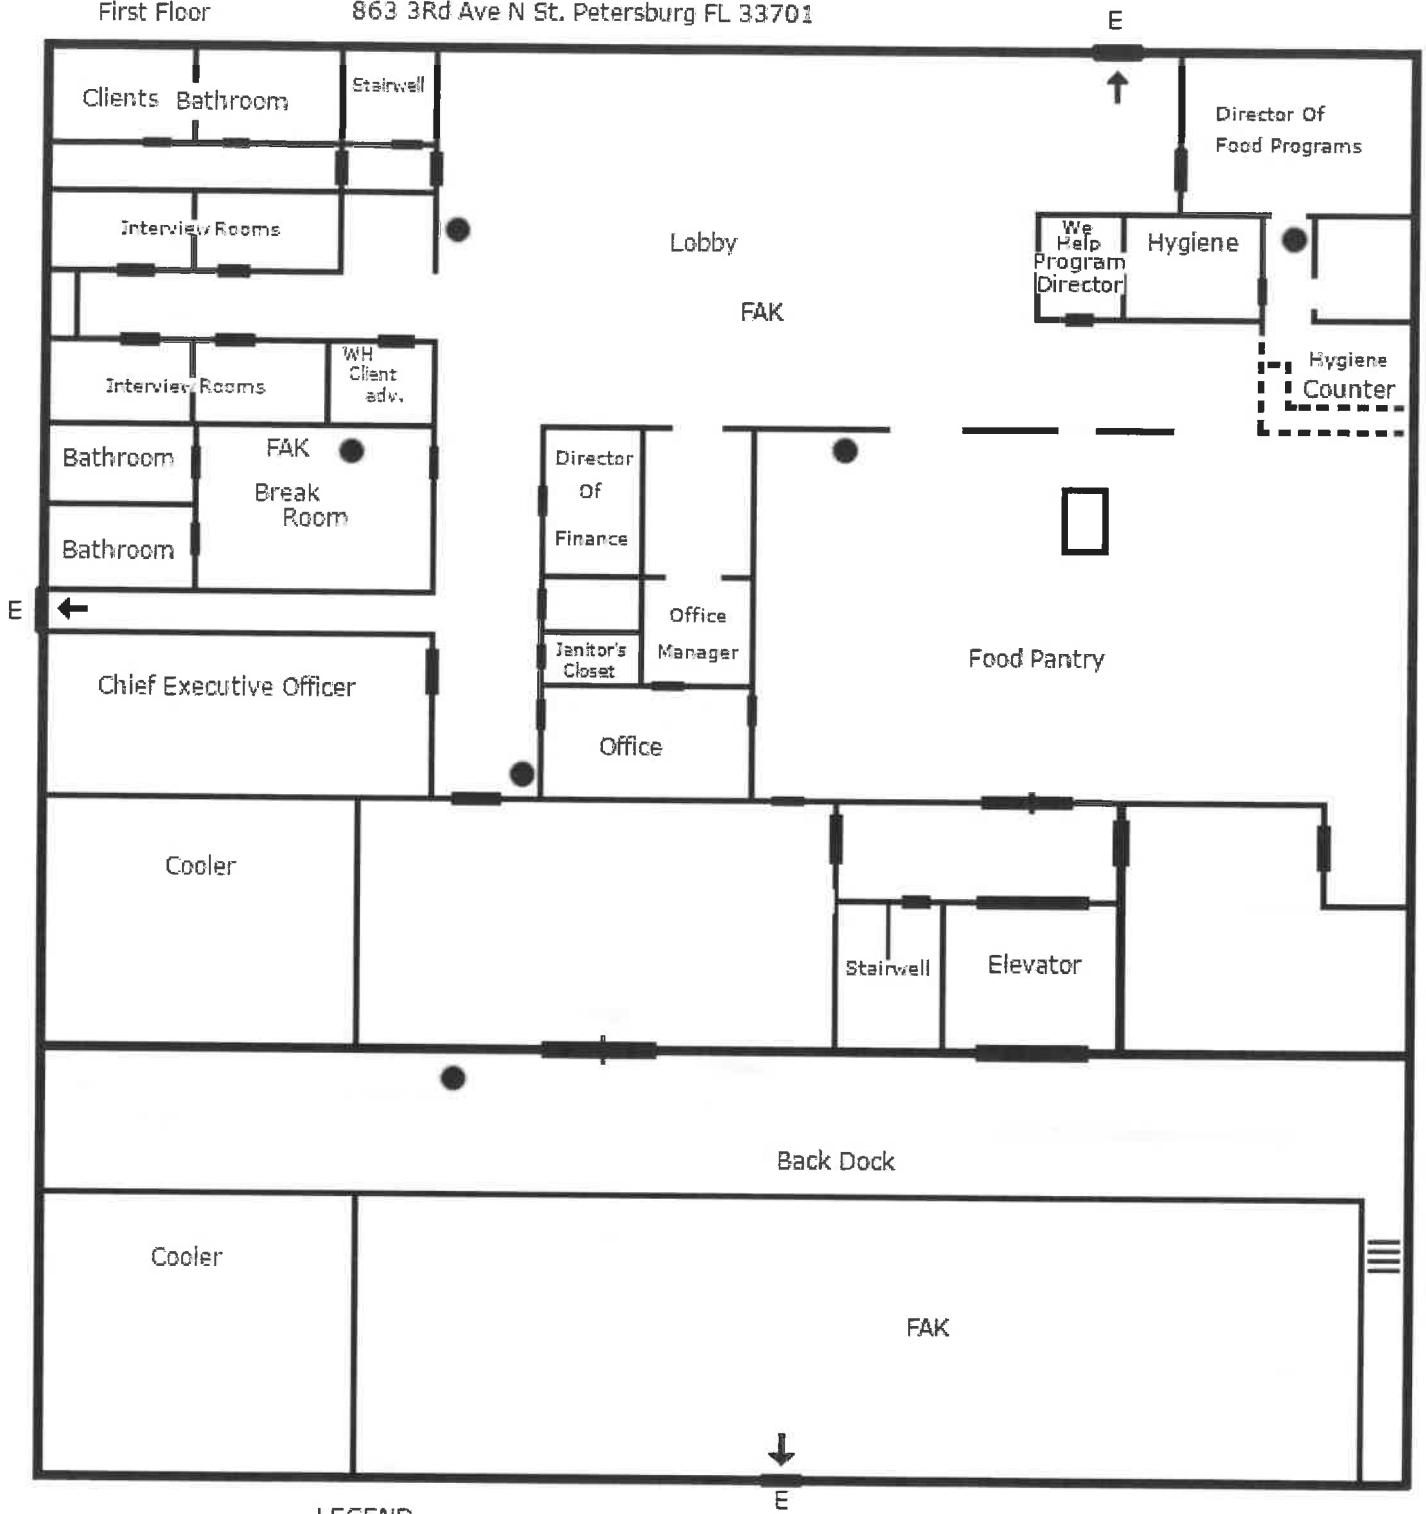 First Floor
863 3Rd Ave N St. Petersburg FL 33701
E
Clients Bathroom
Stairwell
Director Of
Food Programs
Interview Rooms
Lobby
We
Help
Program
Director
Hygiene
FAK
Interview Rooms
WH
Client
adv.
Hygiene
Counter
Bathroom
FAK
Break
Room
Bathroom
Director
Of
Finance
E
Office
Manager
Janitor's
Closet
Food Pantry
Chief Executive Officer
Office
Cooler
Stairwell
Elevator
Back Dock
Cooler
FAK
E
LEGEND